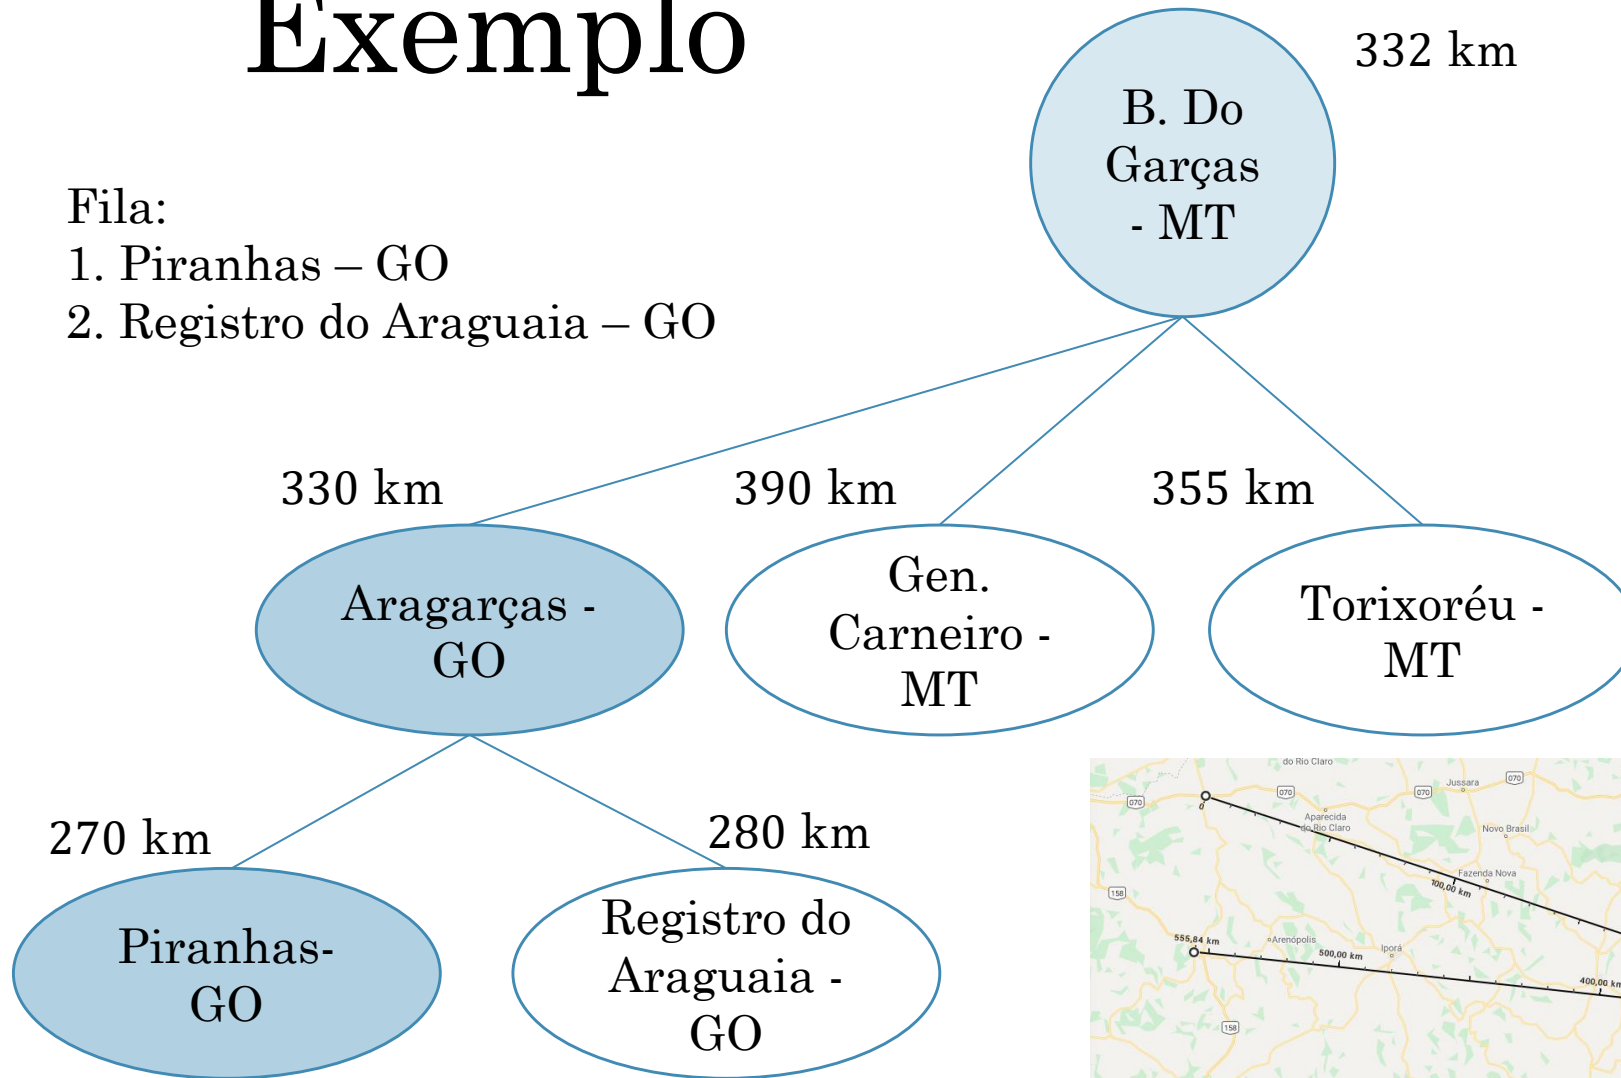 Exemplo
332 km
B. Do
Garças
- MT
Fila:
1. Piranhas – GO
2. Registro do Araguaia – GO
330 km
390 km
355 km
Aragarças -
GO
Gen.
Carneiro -
MT
Torixoréu -
MT
270 km
280 km
Piranhas-
GO
Registro do
Araguaia -
GO
do Rio Claro
Jussara
070
070
070
070
0
Aparecida
do Rio Claro
Novo Brasil
Fazenda Nova
100,00 km
158
555,84 km
Arenópolis
500,00 km
Iporá
400,00 km
158